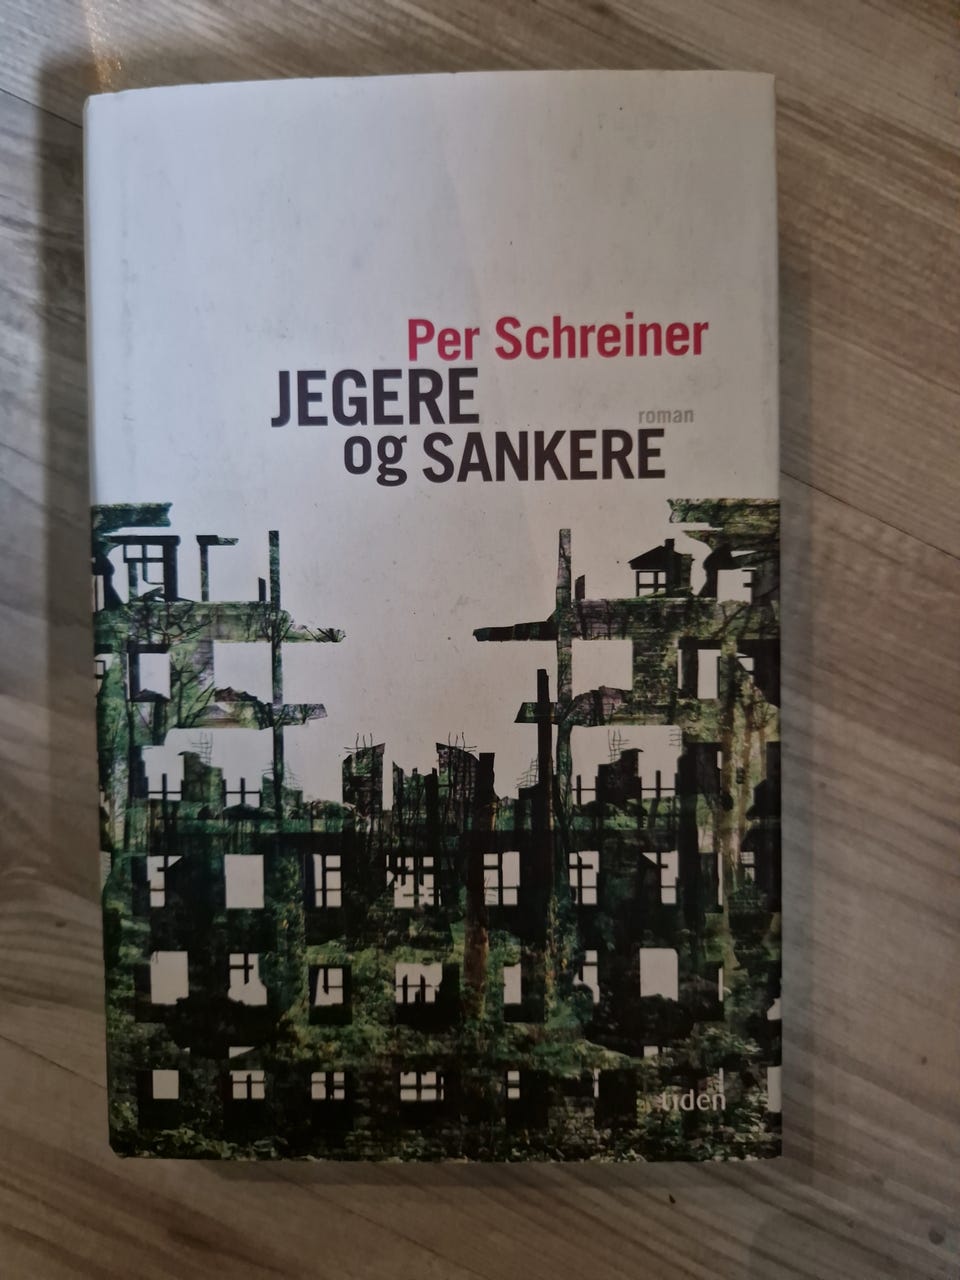 Per Schreiner
JEGERE
roman
og SANKERE
tiden